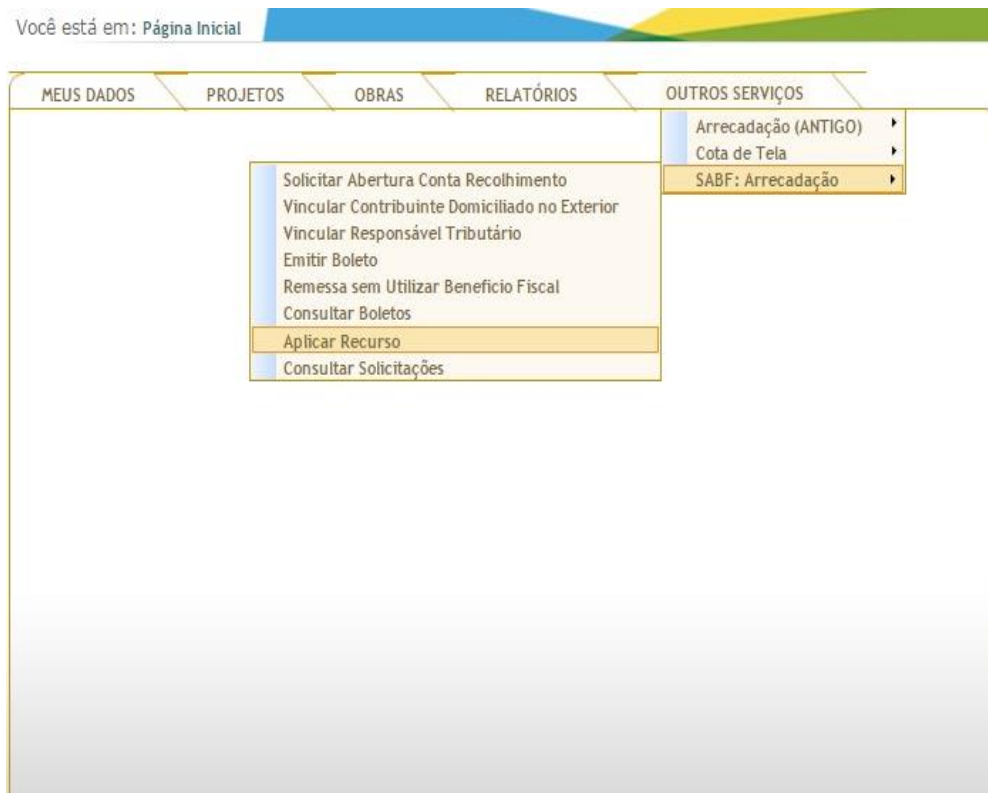 Você está em: Página Inicial
MEUS DADOS PROJETOS OBRAS RELATÓRIOS OUTROS SERVIÇOS
Arrecadação (ANTIGO)
Cota de Tela
SABF: Arrecadação
Solicitar Abertura Conta Recolhimento
Vincular Contribuinte Domiciliado no Exterior
Vincular Responsável Tributário
Emitir Boleto
Remessa sem Utilizar Beneficio Fiscal
Consultar Boletos
Aplicar Recurso
Consultar Solicitações